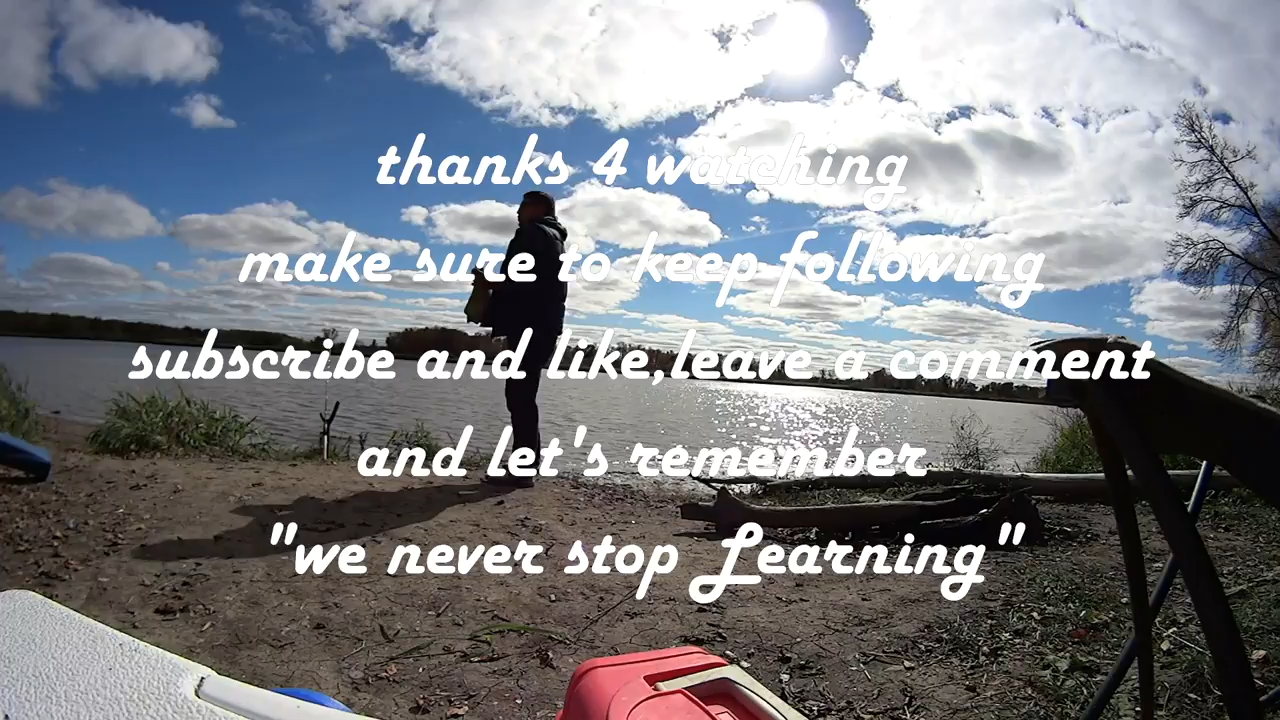 thanks 4 watching
make sure to keep following
subscribe and like,leave a comment
and let's remember
"we never stop Learning"